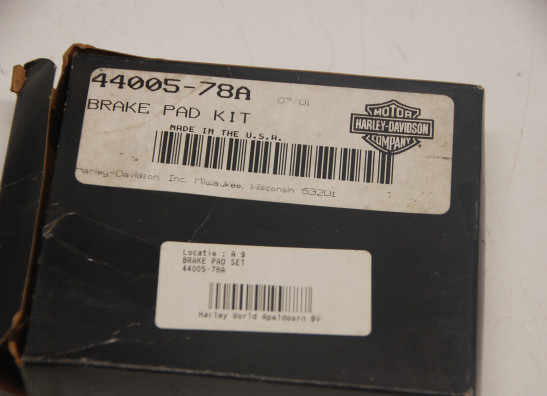 44005-78A
07/01
BRAKE PAD KIT
MADE IN THE U.S.A.
MOTOR
HARLEY-DAVIDSON
COMPANY
Harley-Davidson, Inc. Milwaukee, Wisconsin 53201
Locatie : A 9
BRAKE PAD SET
44005-78A
Harley World Apeldoorn BV